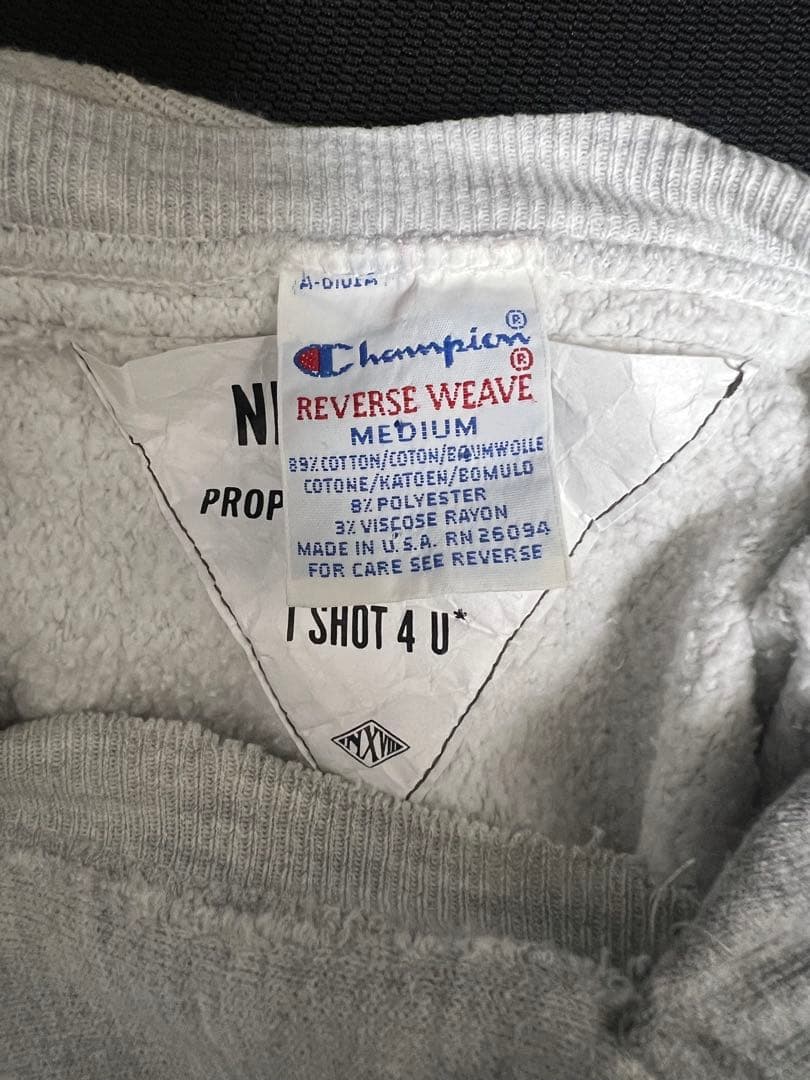 Champion ®
®
REVERSE WEAVE
MEDIUM
89% COTTON/COTON/BAUMWOLLE
COTONE/KATOEN/BOMULD
8% POLYESTER
3% VISCOSE RAYON
MADE IN U.S.A. RN 26094
FOR CARE SEE REVERSE
PROP
SHOT 4 U*